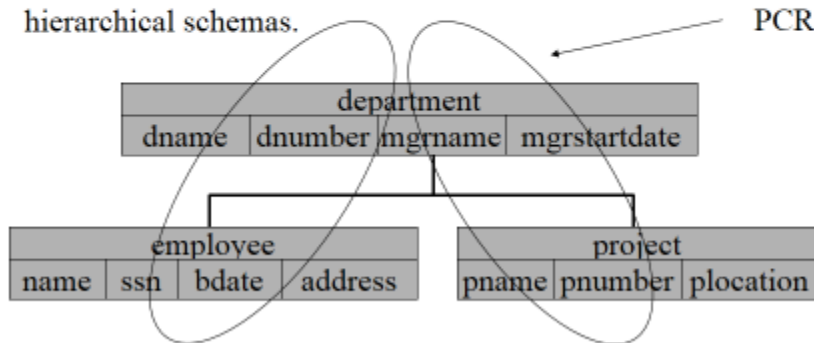 hierarchical schemas.
PCR
department
dname dnumber mgrname mgrstartdate
employee
project
name ssn bdate address
pname pnumber plocation